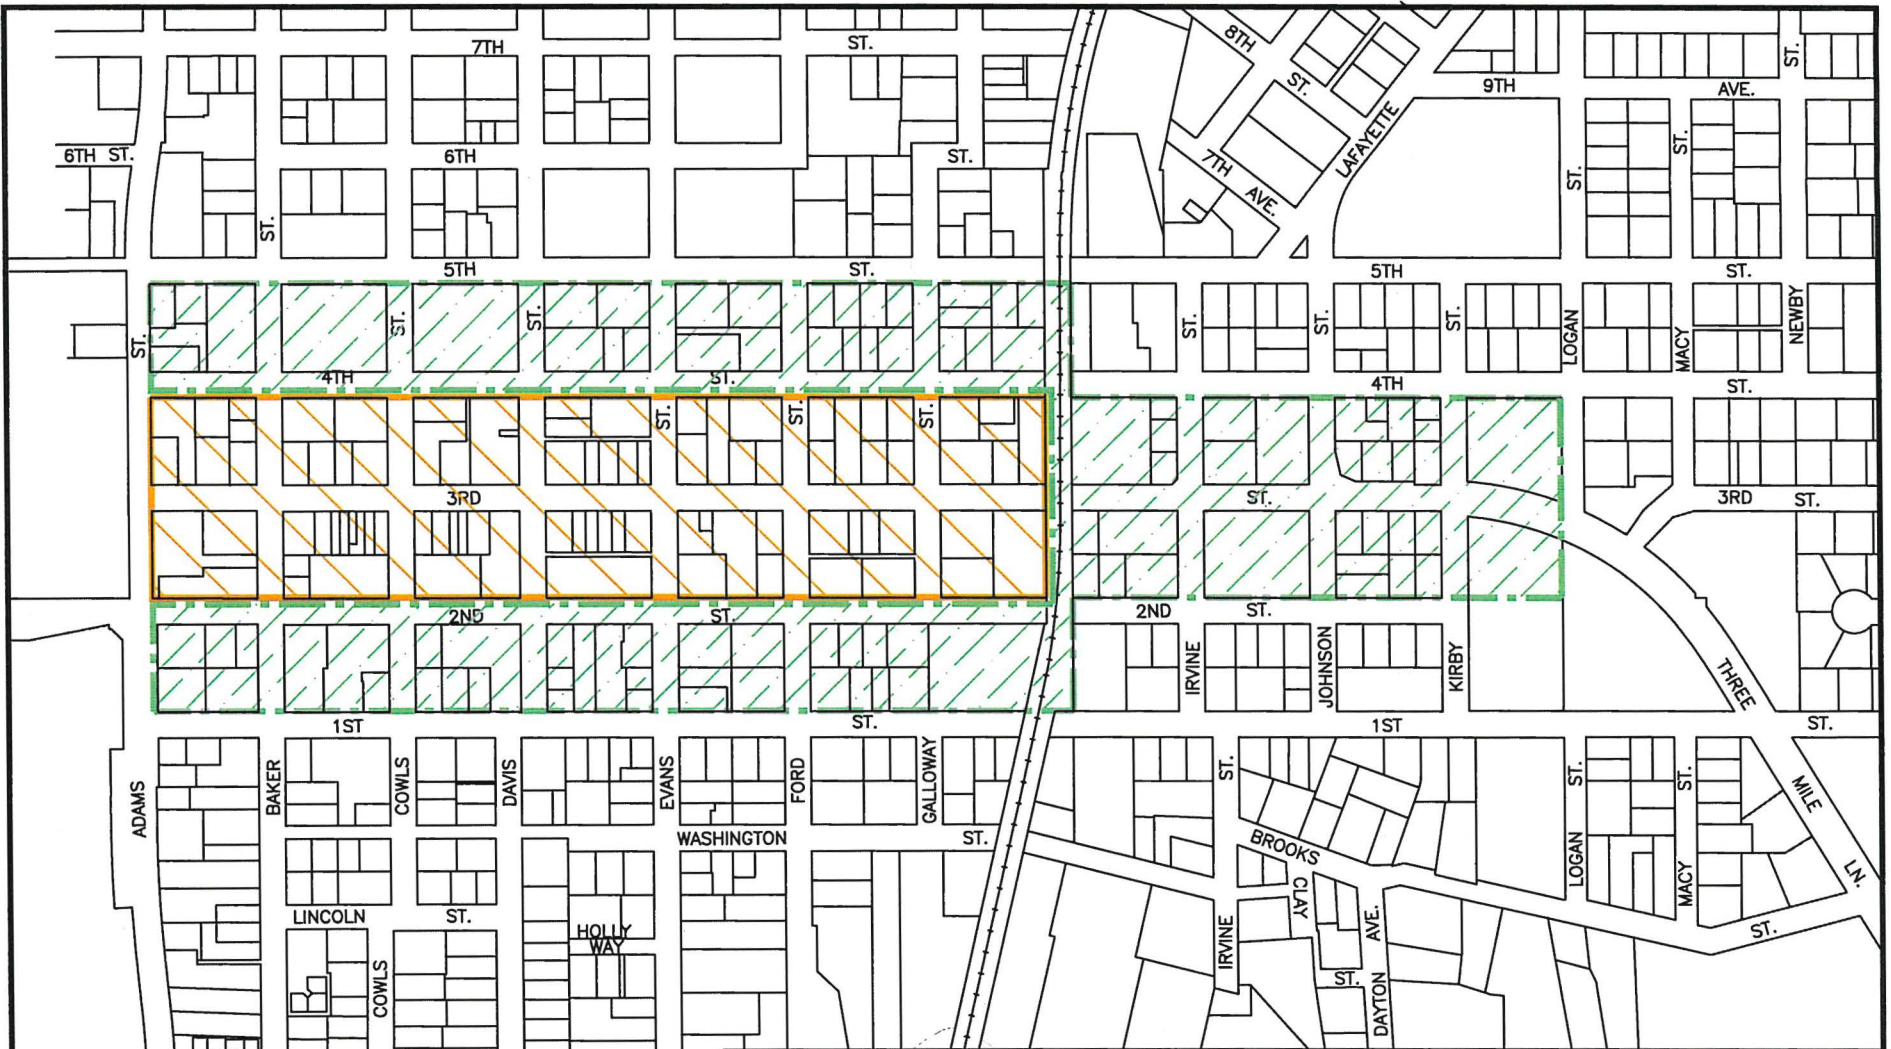 7TH ST. 8TH ST. 9TH AVE. ST.
6TH ST. 6TH ST. 7TH AVE. LAFAYETTE ST. ST.
ST.
5TH ST. 5TH ST.
ST. ST. ST. ST. ST. ST. LOGAN MACY NEWBY
4TH ST. 4TH ST.
ST. ST. ST.
3RD ST. 3RD ST.
2ND ST. 2ND ST.
IRVINE JOHNSON KIRBY THREE
1ST ST. 1ST ST.
ADAMS BAKER COWLS DAVIS EVANS FORD GALLOWAY ST. ST. ST. MILE
WASHINGTON ST. BROOKS LOGAN MACY LN.
LINCOLN ST. CLAY AVE. ST.
HOLLY
WAY
COWLS IRVINE ST. DAYTON